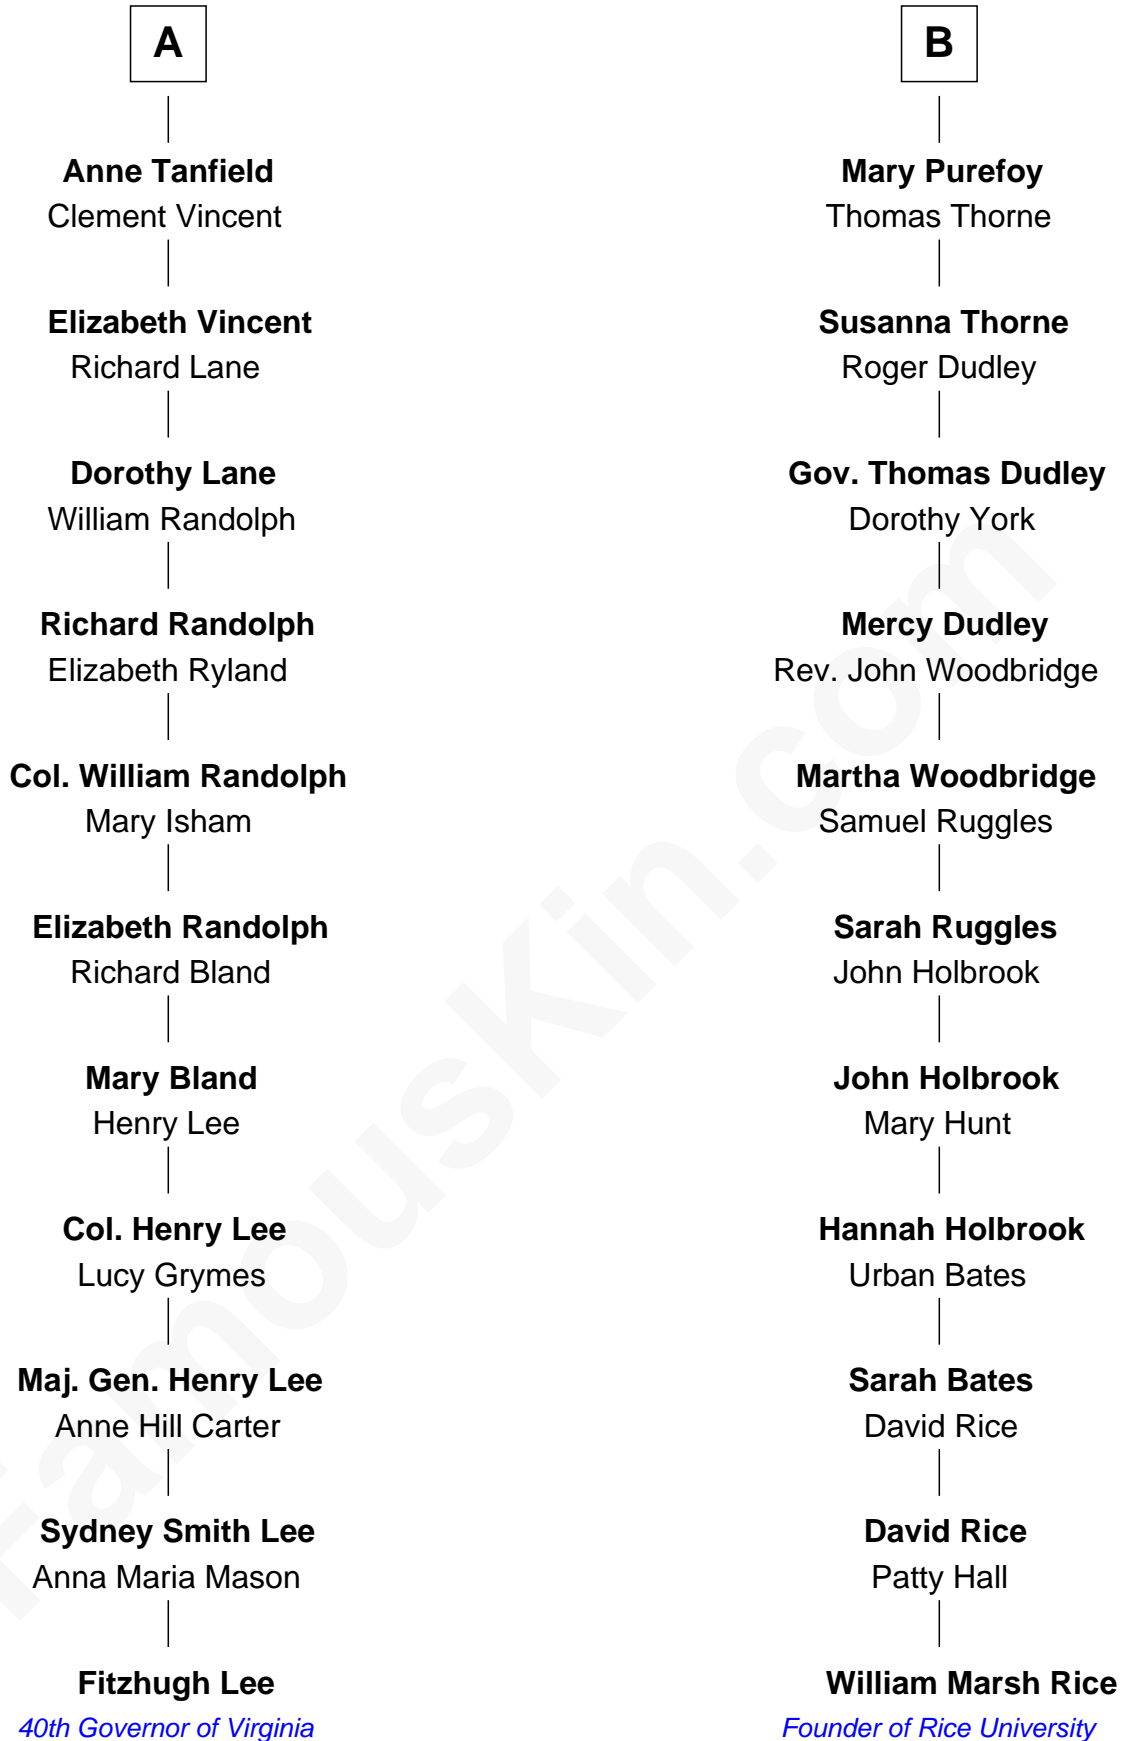 A
Anne Tanfield
Clement Vincent
Elizabeth Vincent
Richard Lane
Dorothy Lane
William Randolph
Richard Randolph
Elizabeth Ryland
Col. William Randolph
Mary Isham
Elizabeth Randolph
Richard Bland
Mary Bland
Henry Lee
Col. Henry Lee
Lucy Grymes
Maj. Gen. Henry Lee
Anne Hill Carter
Sydney Smith Lee
Anna Maria Mason
Fitzhugh Lee
40th Governor of Virginia
B
Mary Purefoy
Thomas Thorne
Susanna Thorne
Roger Dudley
Gov. Thomas Dudley
Dorothy York
Mercy Dudley
Rev. John Woodbridge
Martha Woodbridge
Samuel Ruggles
Sarah Ruggles
John Holbrook
John Holbrook
Mary Hunt
Hannah Holbrook
Urban Bates
Sarah Bates
David Rice
David Rice
Patty Hall
William Marsh Rice
Founder of Rice University
FamousKin.com